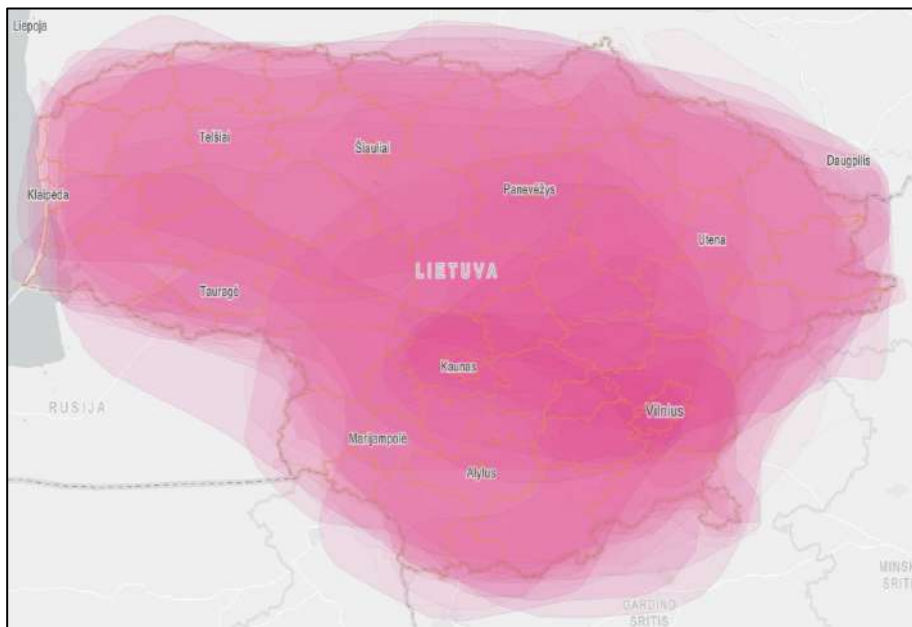 Liepoja
Telšiai
Šiauliai
Daugpilis
Klaipėda
Panevėžys
Utena
LIETUVA
Tauragė
Kaunas
RUSIJA
Vilnius
Marijampolė
Alytus
MINSK
SRITI
GARDINO
SRITIS